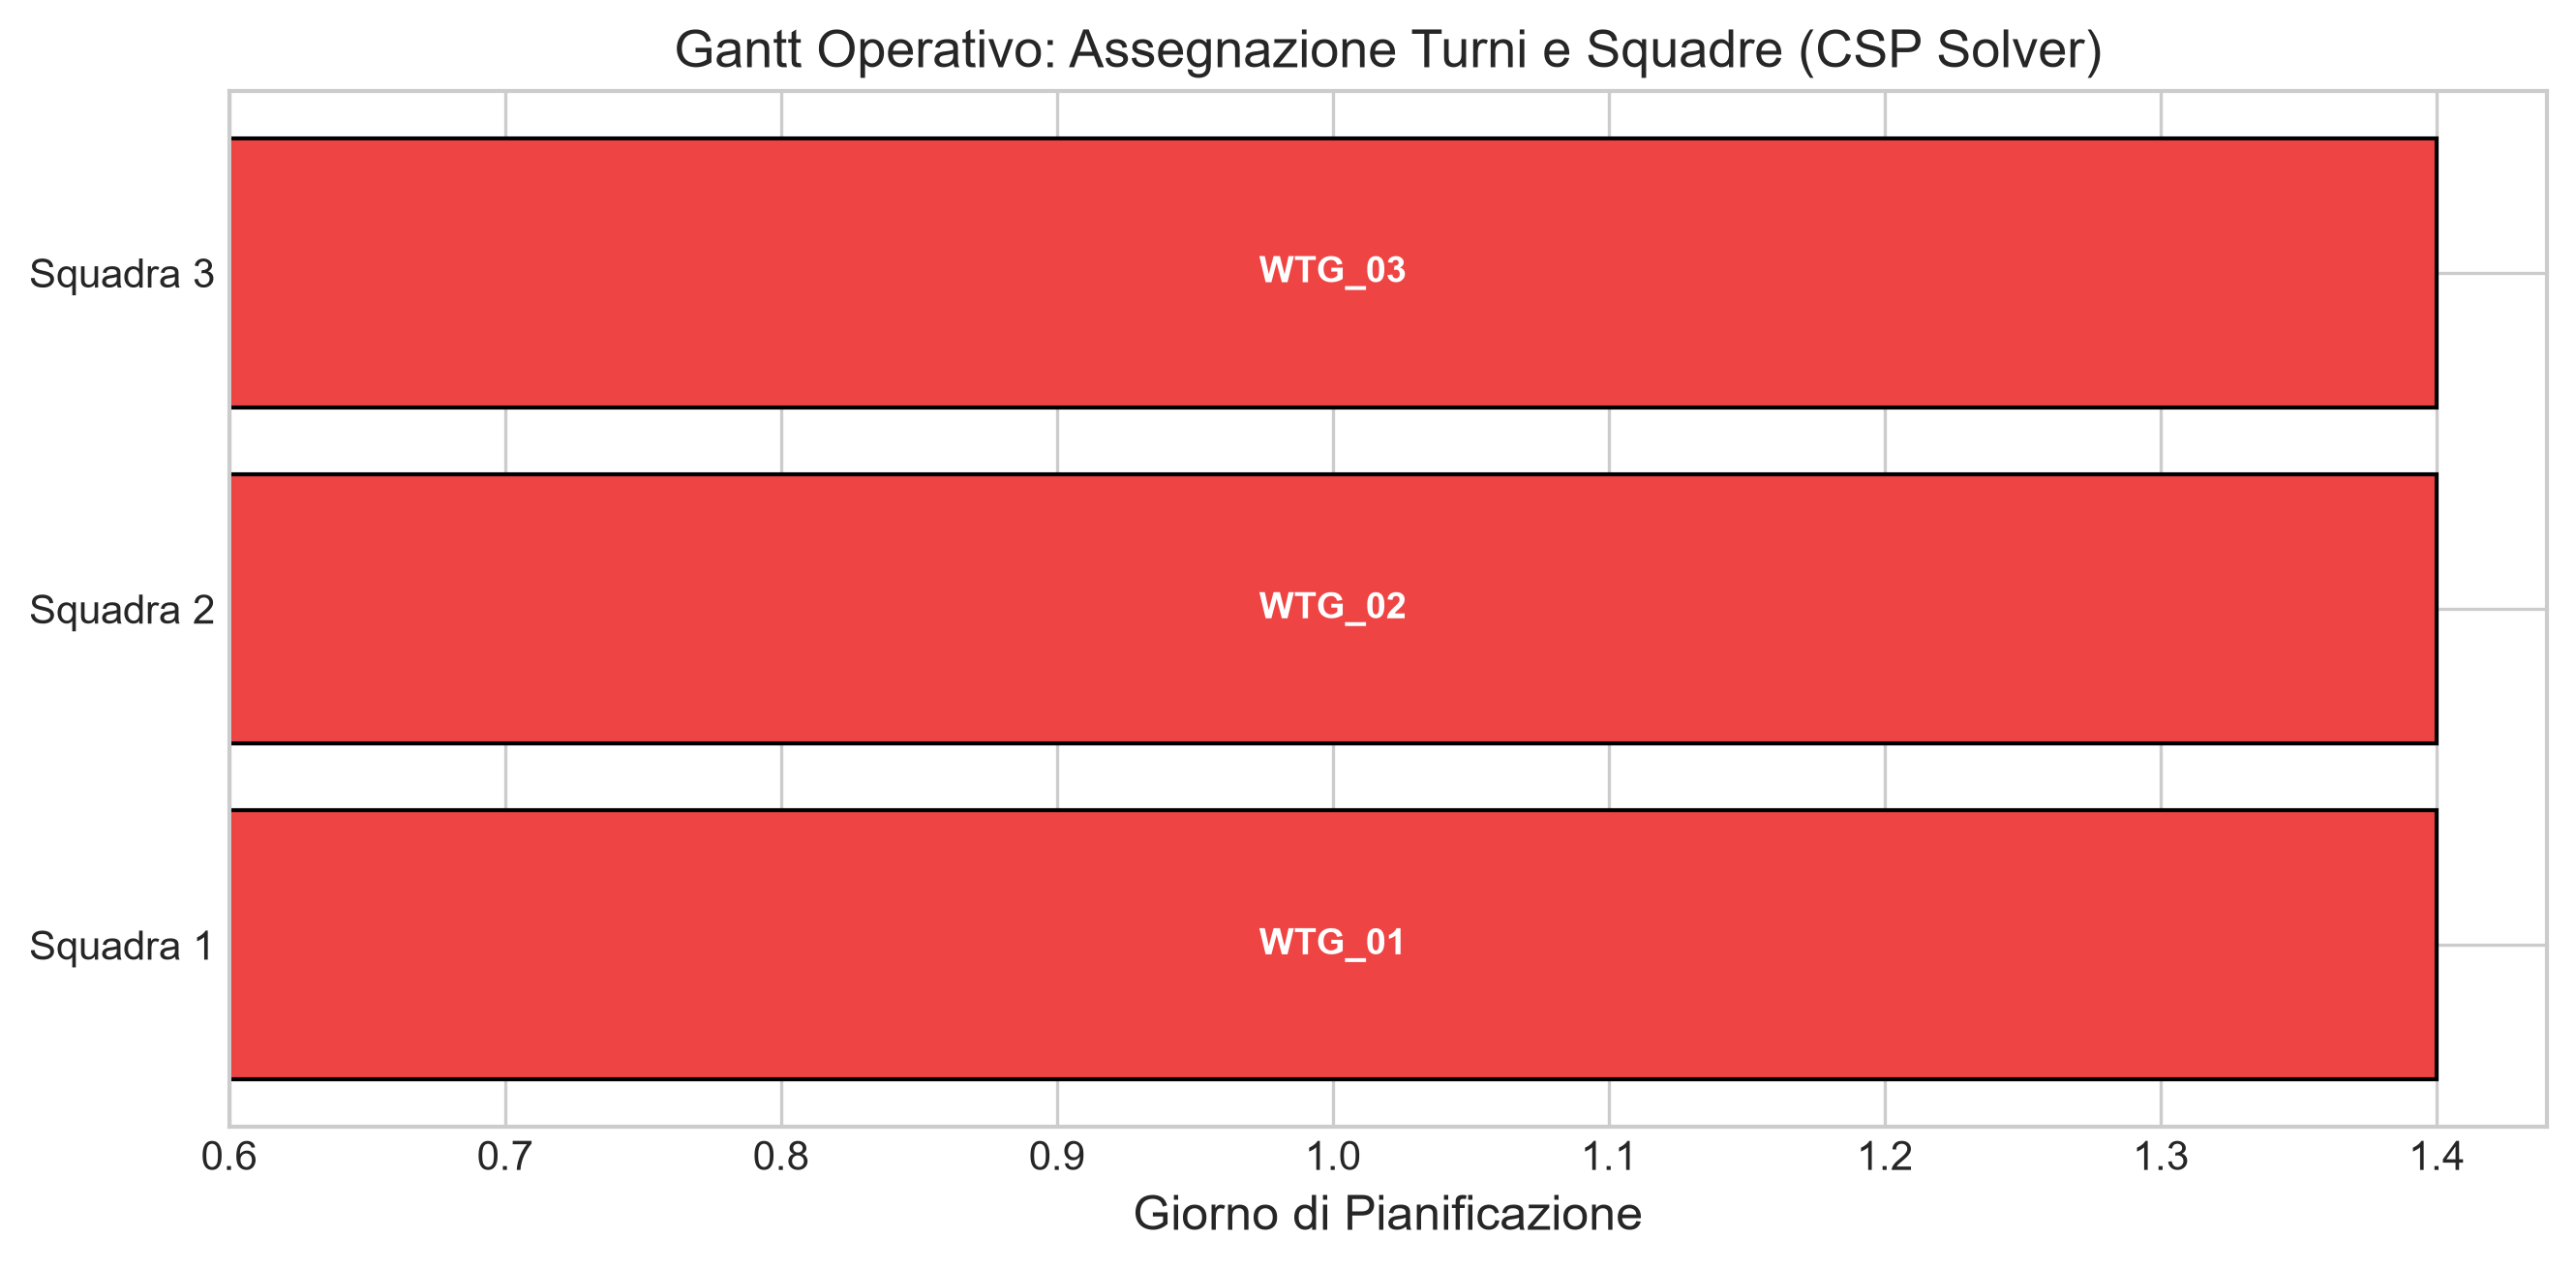 Gantt Operativo: Assegnazione Turni e Squadre (CSP Solver)
Squadra 3
WTG_03
Squadra 2
WTG_02
Squadra 1
WTG_01
0.6 0.7 0.8 0.9 1.0 1.1 1.2 1.3 1.4
Giorno di Pianificazione